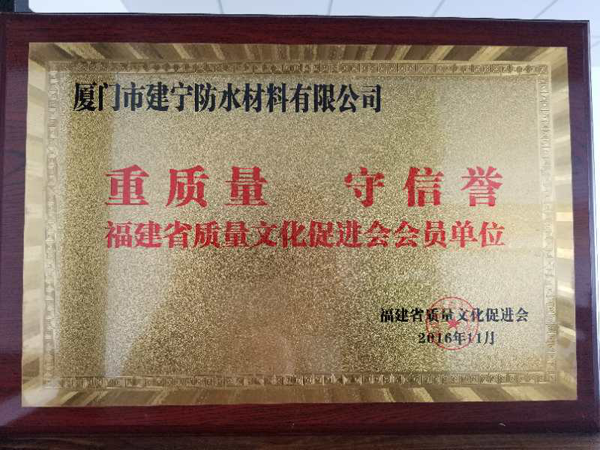 厦门市建宁防水材料有限公司
重质量 守信誉
福建省质量文化促进会会员单位
福建省质量文化促进会
2016年11月